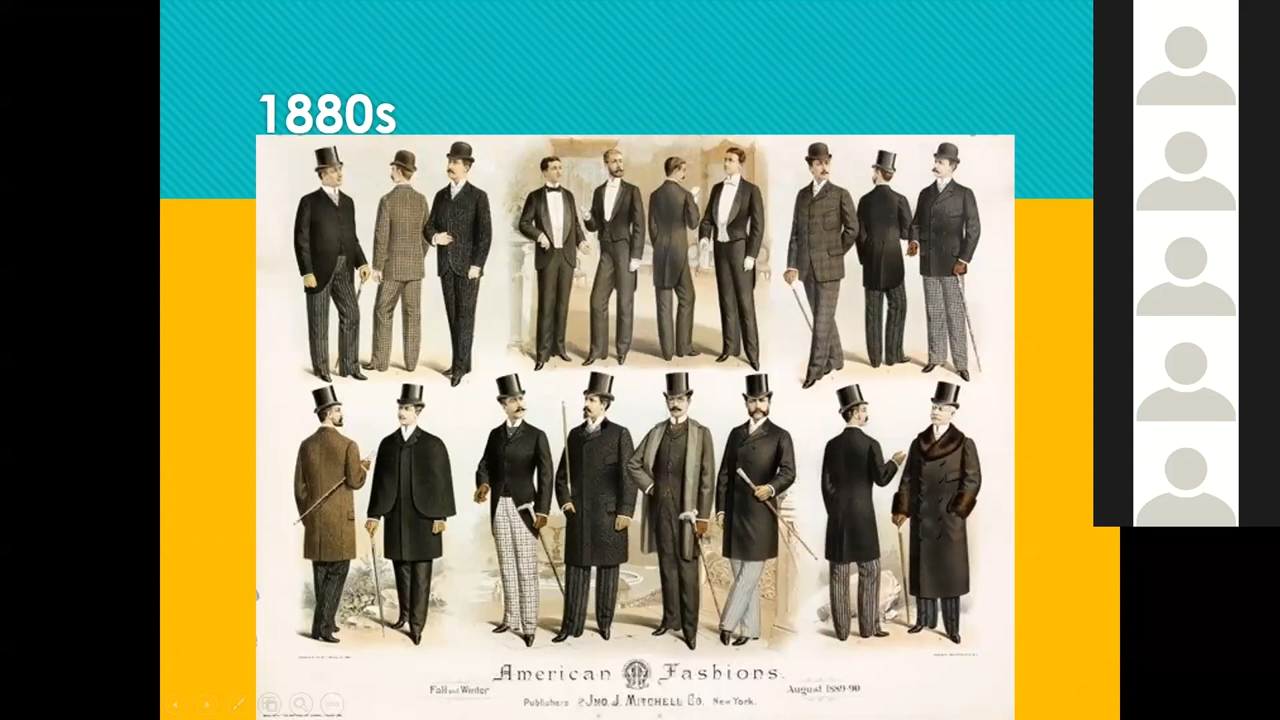 1880s
American Fashions.
Fall and Winter August 1889-90
Publishers Jno. J. Mitchell Co. New York.